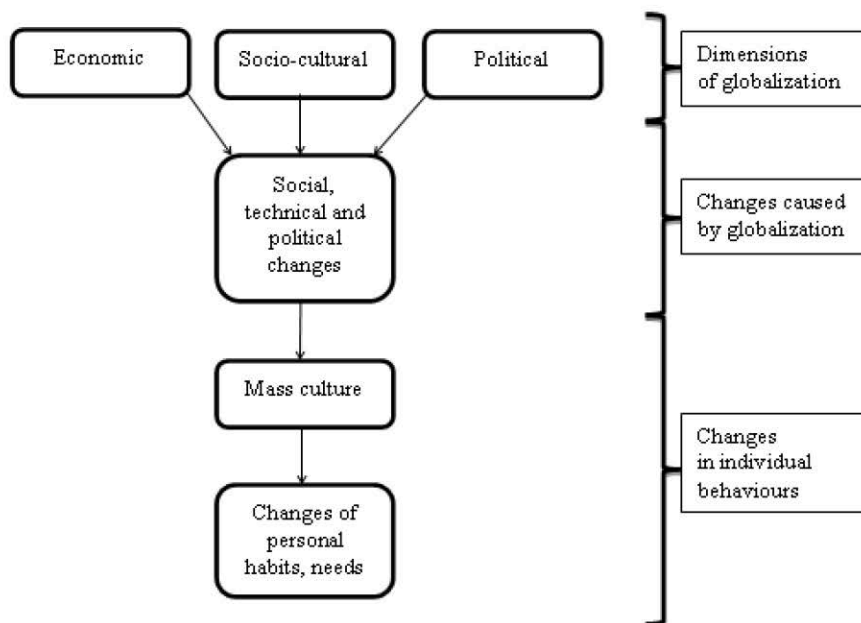 Economic
Socio-cultural
Political
Dimensions
of globalization
Social,
technical and
political
changes
Changes caused
by globalization
Mass culture
Changes
in individual
behaviours
Changes of
personal
habits, needs